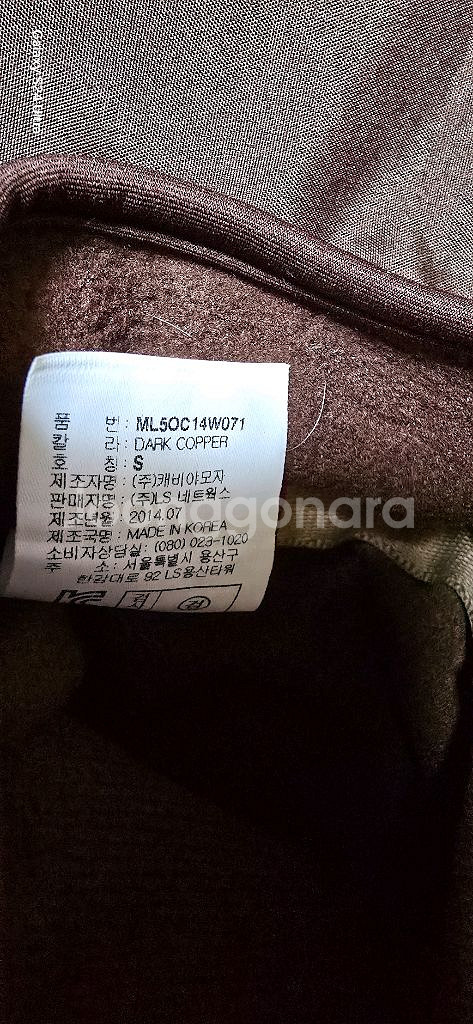 품 번 : ML5OC14W071
칼 라 : DARK COPPER
호 칭 : S
제조자명 : (주)캐비아모자
판매자명 : (주)LS 네트웍스
제조년월 : 2014.07
제조국명 : MADE IN KOREA
소비자상담실: (080) 023-1020
주 소: 서울특별시 용산구
한강대로 92 LS용산타워
joonggonara